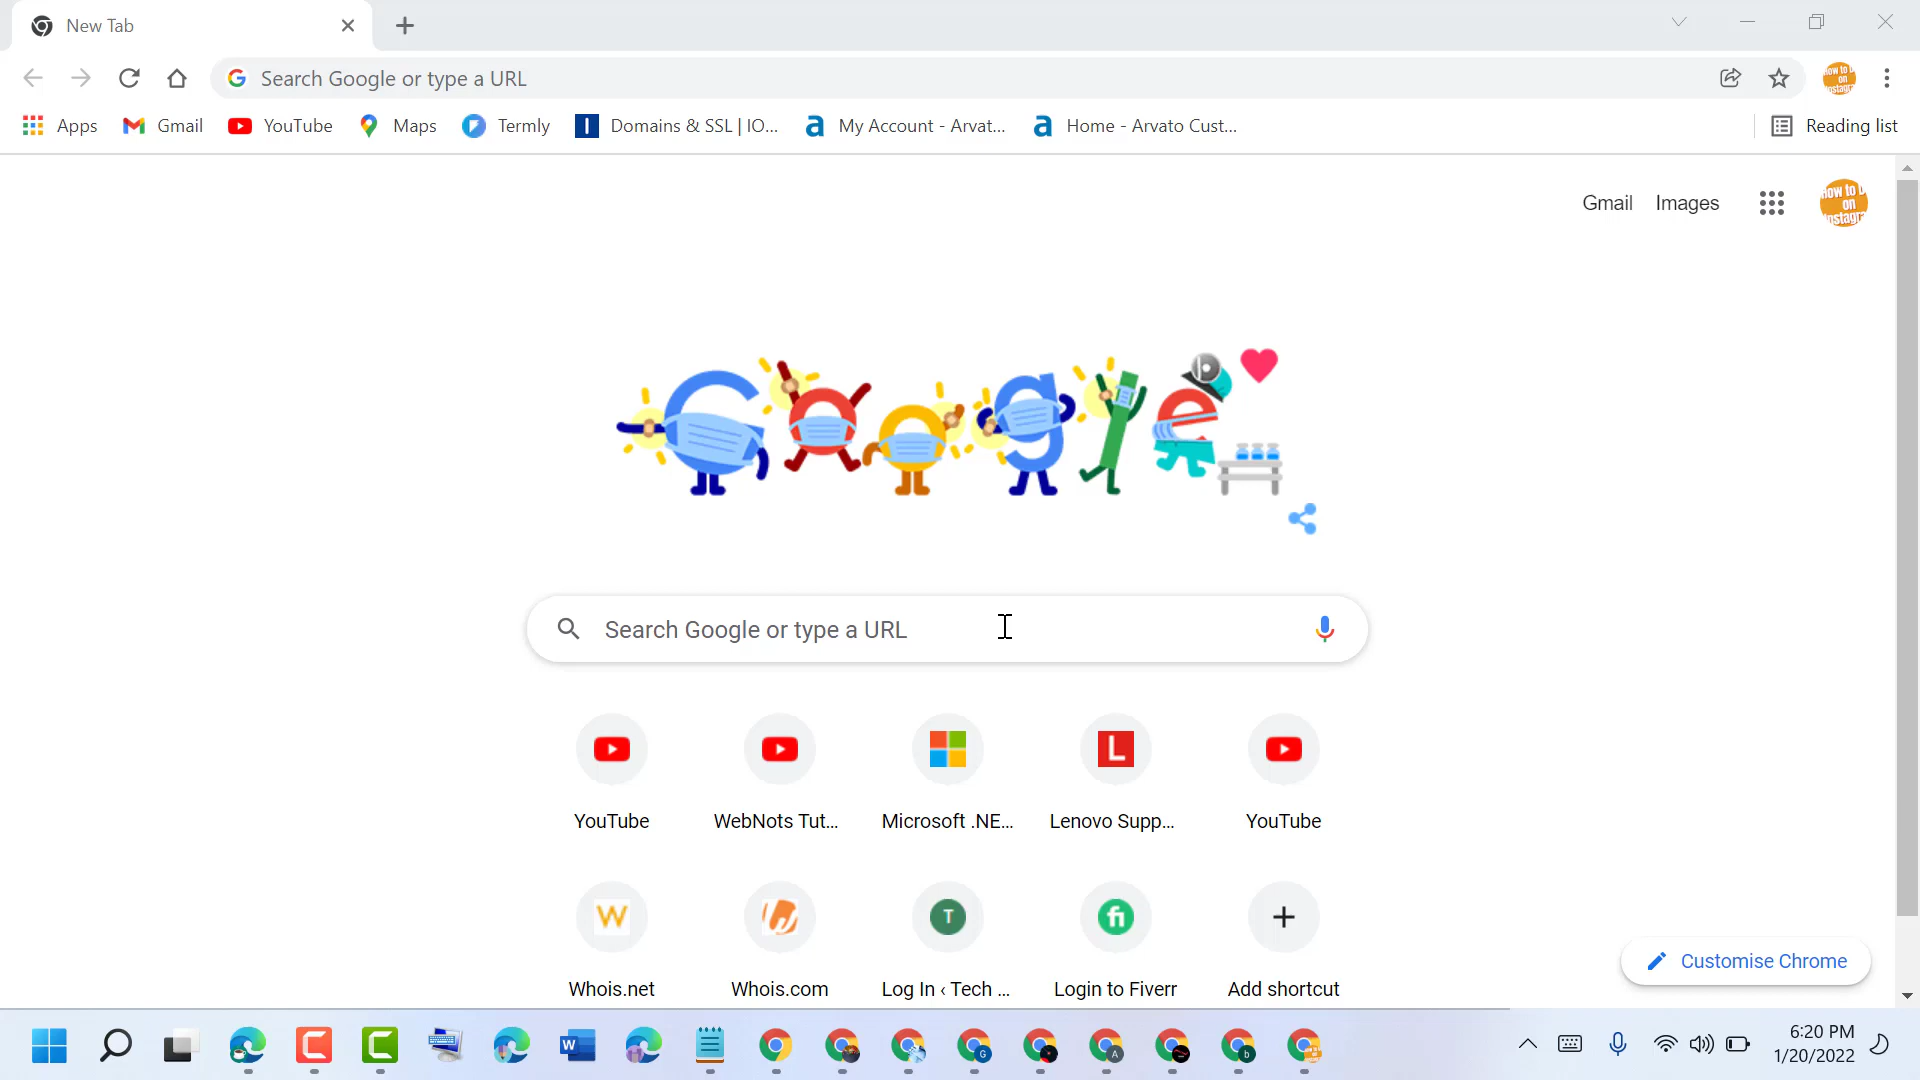 New Tab
Search Google or type a URL
Apps
Gmail
YouTube
Maps
Termly
Domains & SSL | IO...
My Account - Arvat...
Home - Arvato Cust...
Reading list
Gmail
Images
Search Google or type a URL
YouTube
WebNots Tut...
Microsoft .NE...
Lenovo Supp...
YouTube
Whois.net
Whois.com
Log In ‹ Tech ...
Login to Fiverr
Add shortcut
Customise Chrome
6:20 PM
1/20/2022